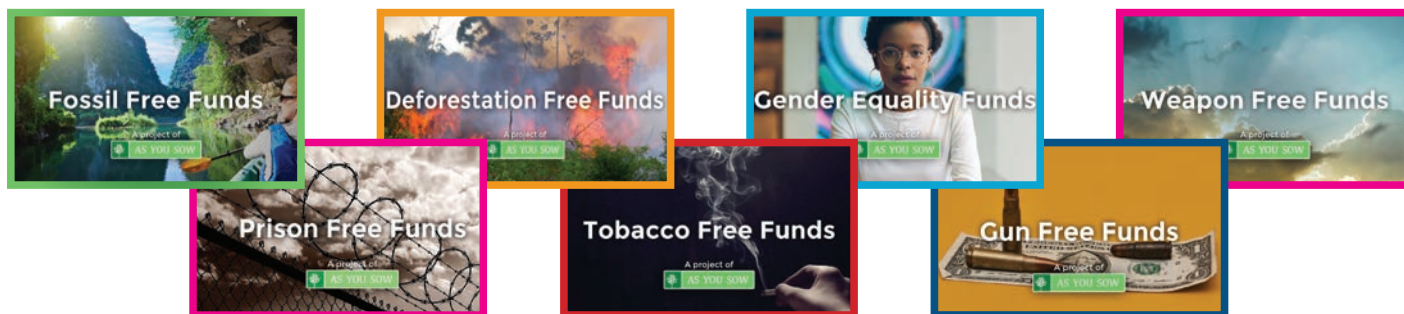 Fossil Free Funds
A project of
AS YOU SOW
Deforestation Free Funds
A project of
AS YOU SOW
Gender Equality Funds
A project of
AS YOU SOW
Weapon Free Funds
A project of
AS YOU SOW
Prison Free Funds
A project of
AS YOU SOW
Tobacco Free Funds
A project of
AS YOU SOW
Gun Free Funds
A project of
AS YOU SOW